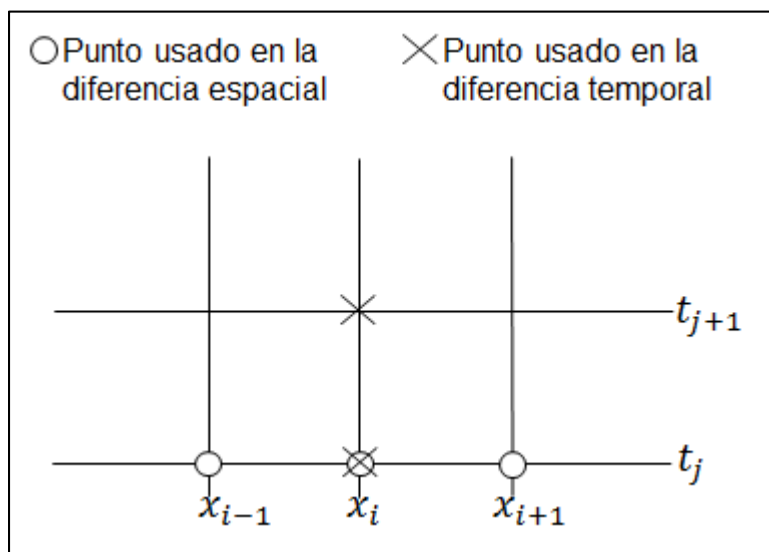 Punto usado en la
diferencia espacial
Punto usado en la
diferencia temporal
t_{j+1}
t_j
x_{i-1} x_i x_{i+1}